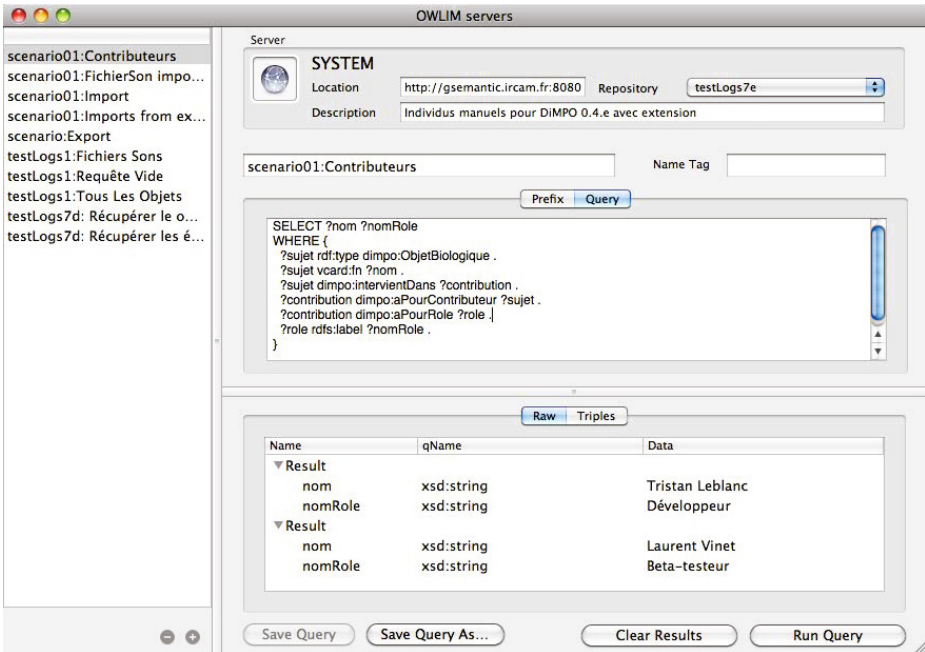 OWLIM servers
scenario01:Contributeurs
scenario01:FichierSon impo...
scenario01:Import
scenario01:Imports from ex...
scenario:Export
testLogs1:Fichiers Sons
testLogs1:Requête Vide
testLogs1:Tous Les Objets
testLogs7d: Récupérer le o...
testLogs7d: Récupérer les é...
Server
SYSTEM
Location http://gsemantic.ircam.fr:8080 Repository testLogs7e
Description Individus manuels pour DiMPO 0.4.e avec extension
scenario01:Contributeurs Name Tag
Prefix Query
SELECT ?nom ?nomRole
WHERE {
?sujet rdf:type dimpo:ObjetBiologique .
?sujet vcard:fn ?nom .
?sujet dimpo:intervientDans ?contribution .
?contribution dimpo:aPourContributeur ?sujet .
?contribution dimpo:aPourRole ?role .
?role rdfs:label ?nomRole .
}
Raw Triples
Name qName Data
Result
nom xsd:string Tristan Leblanc
nomRole xsd:string Développeur
Result
nom xsd:string Laurent Vinet
nomRole xsd:string Beta-testeur
Save Query Save Query As... Clear Results Run Query